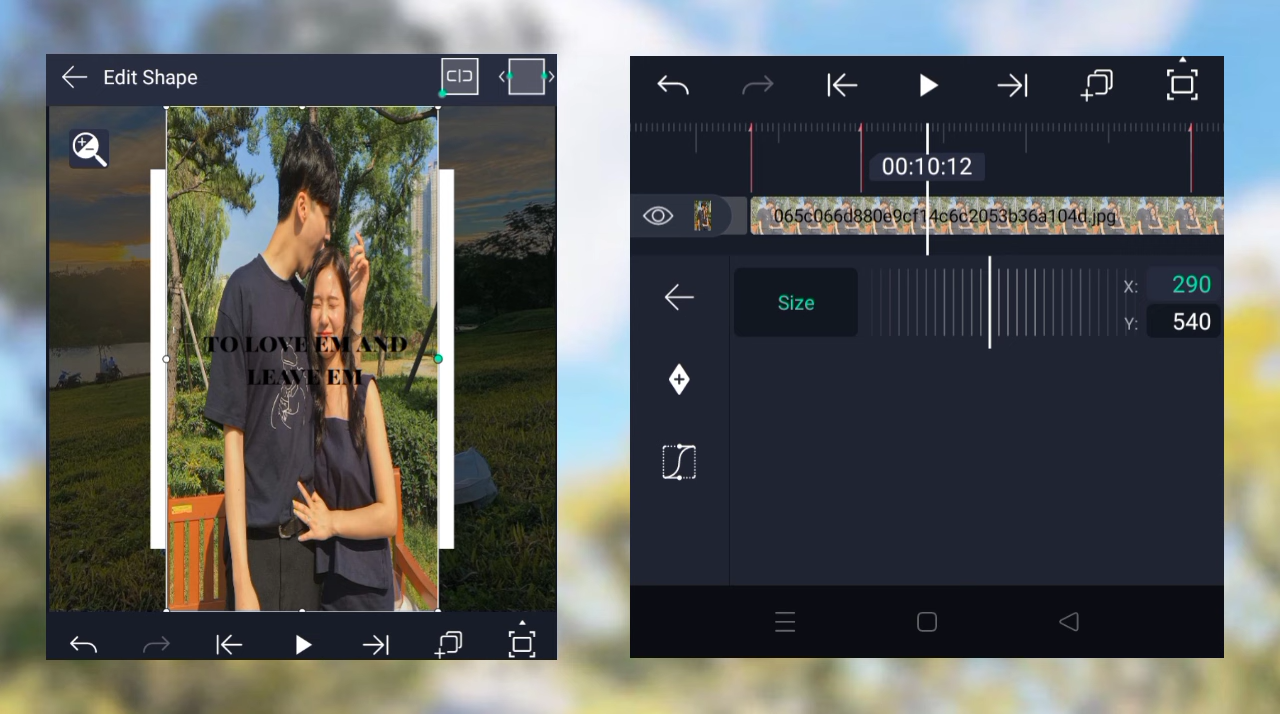 Edit Shape
TO LOVE EM AND
LEAVE EM
00:10:12
065c066d880e9cf14c6c2053b36a104d.jpg
Size
X: 290
Y: 540